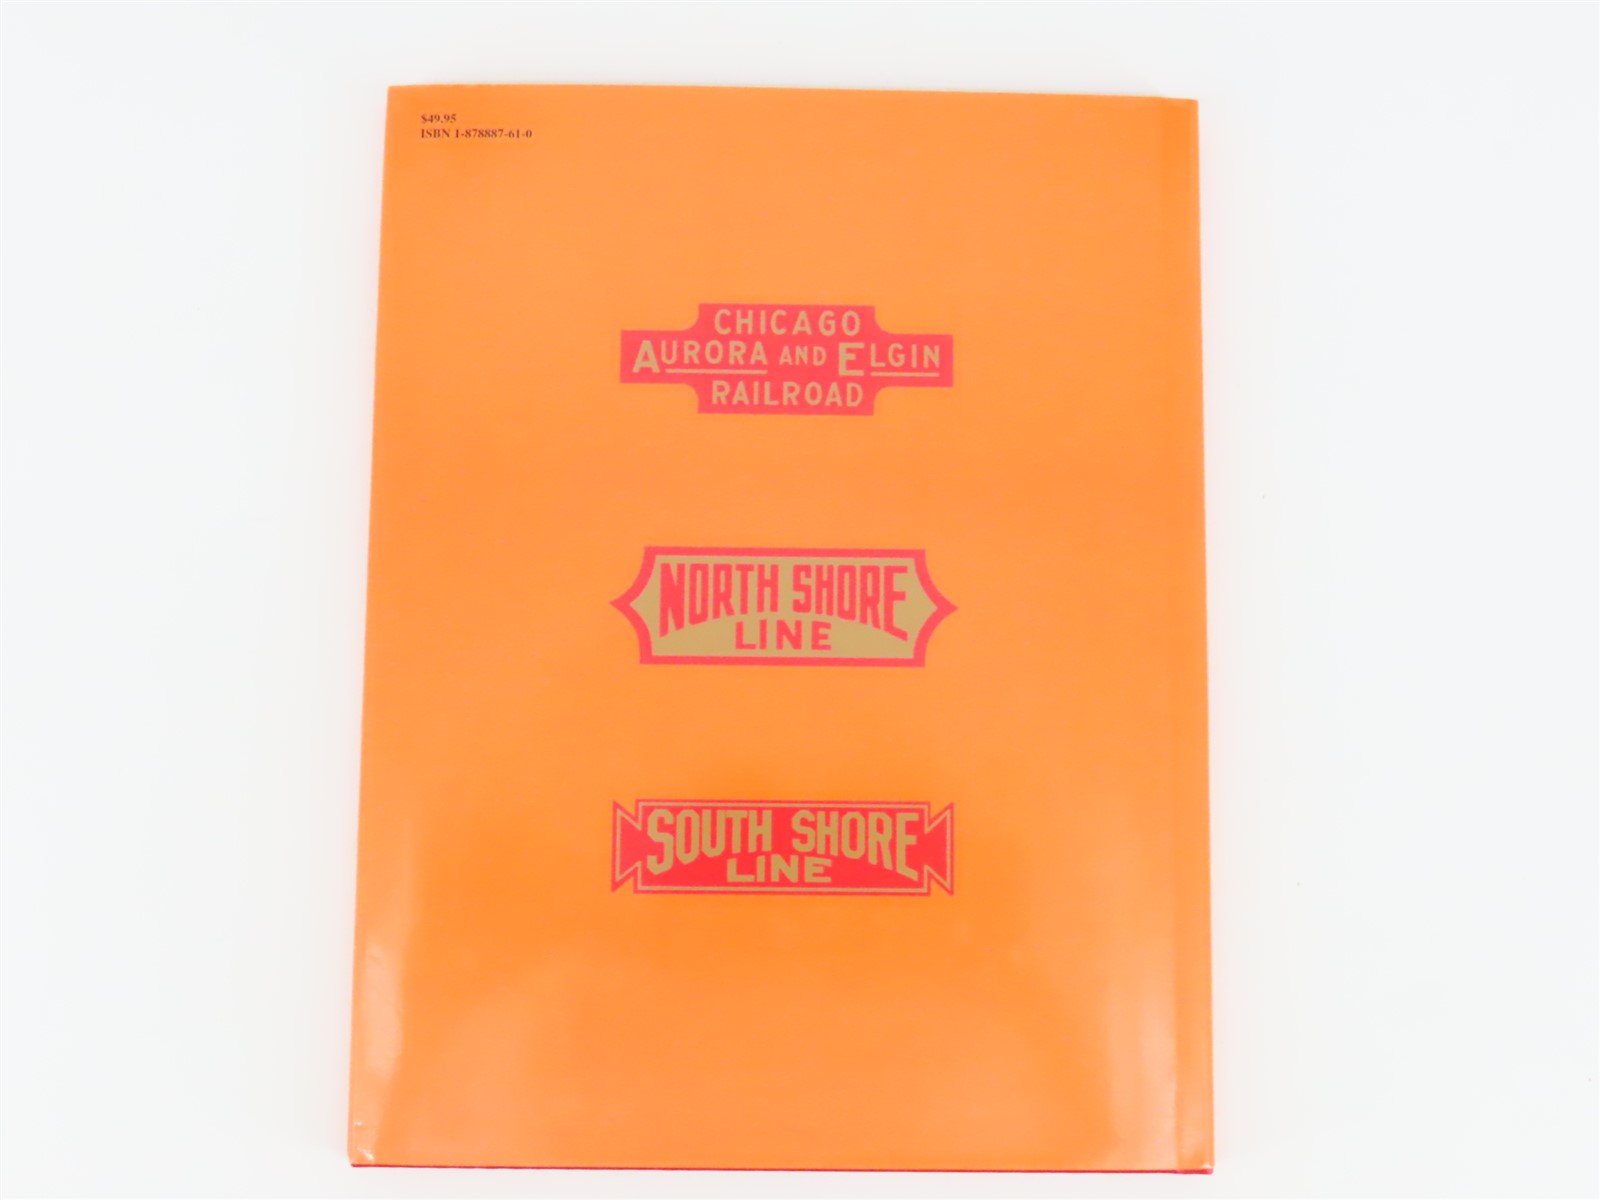 $49.95
ISBN 1-878887-61-0
CHICAGO
AURORA AND ELGIN
RAILROAD
NORTH SHORE
LINE
SOUTH SHORE
LINE